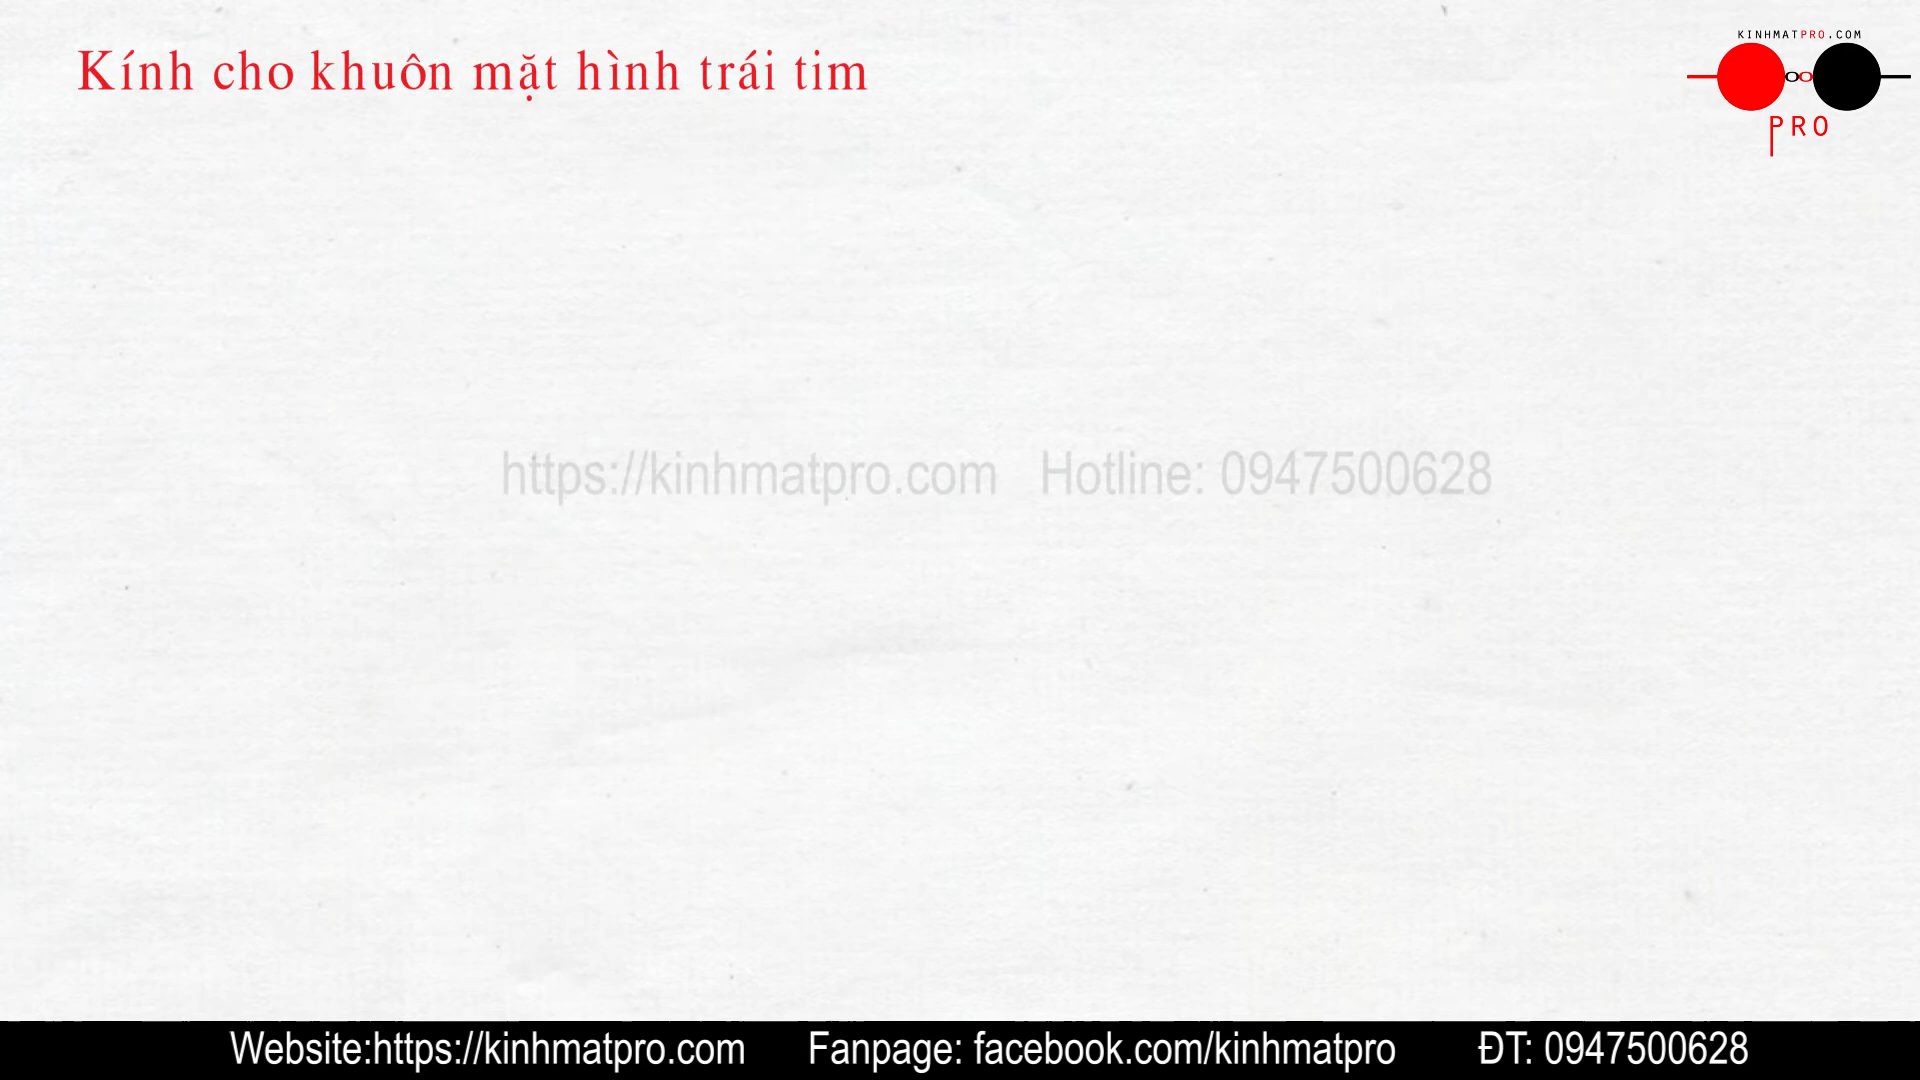 Kính cho khuôn mặt hình trái tim
KINHMATPRO.COM
PRO
https://kinhmatpro.com Hotline: 0947500628
Website:https://kinhmatpro.com Fanpage: facebook.com/kinhmatpro ĐT: 0947500628